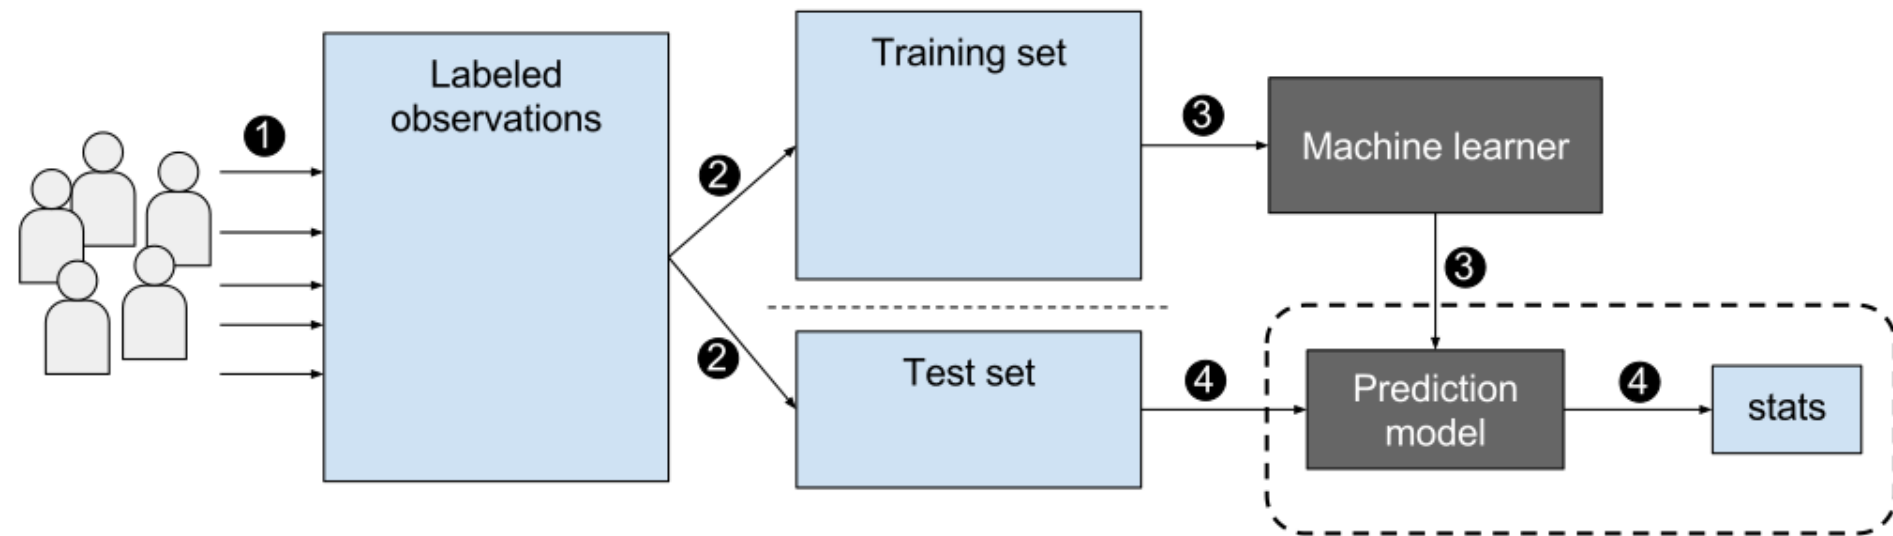 1
Labeled
observations
2
2
Training set
Test set
3
4
Machine learner
3
Prediction
model
4
stats